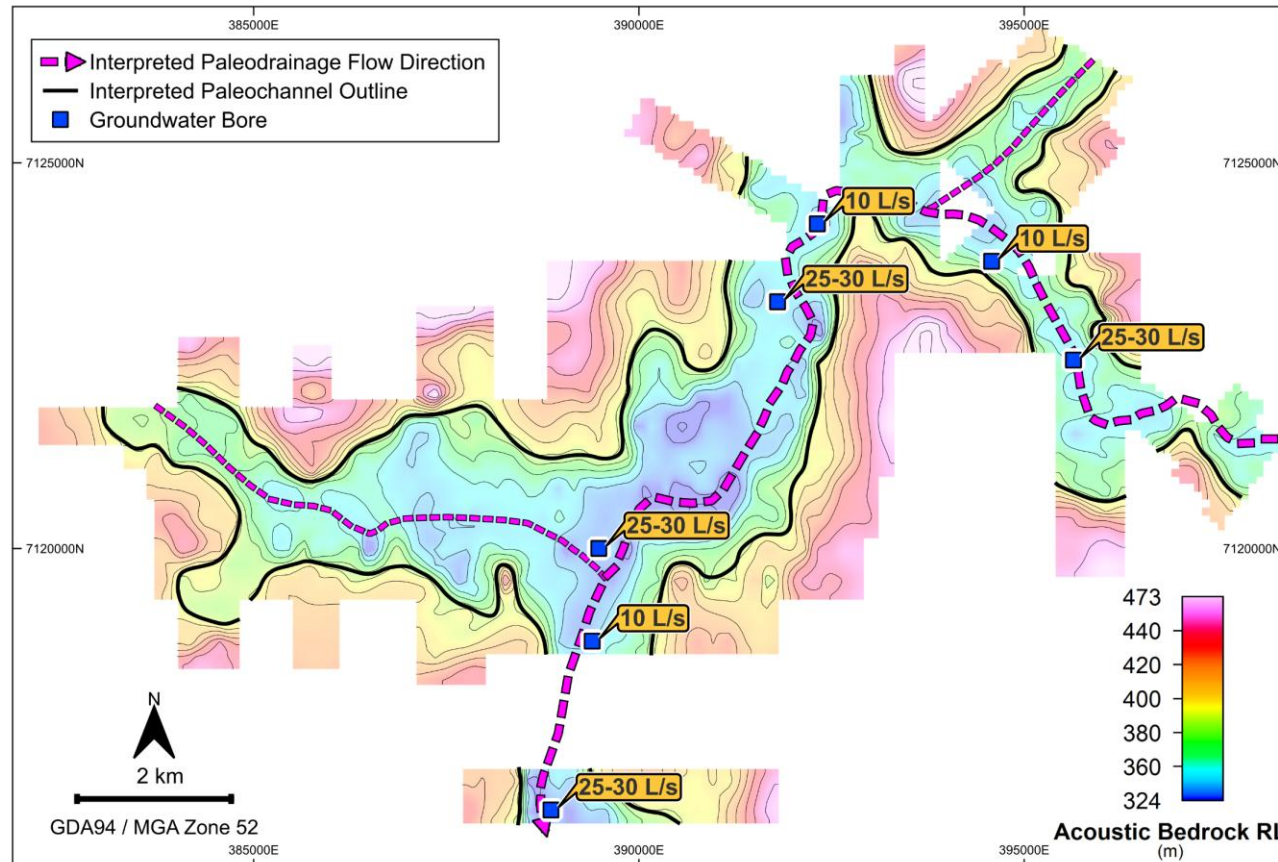 385000E
390000E
395000E
Interpreted Paleodrainage Flow Direction
Interpreted Paleochannel Outline
Groundwater Bore
7125000N
7125000N
10 L/s
10 L/s
25-30 L/s
25-30 L/s
25-30 L/s
7120000N
7120000N
10 L/s
25-30 L/s
N
2 km
GDA94 / MGA Zone 52
473
440
420
400
380
360
324
Acoustic Bedrock RL
(m)
385000E
390000E
395000E